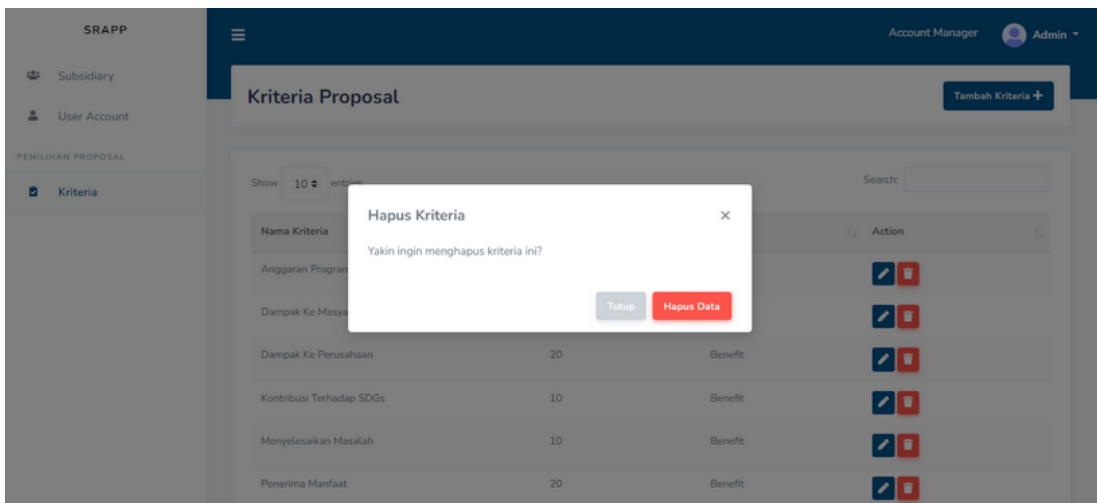 SRAPP
Account Manager
Admin
Subsidiary
User Account
PEMILIHAN PROPOSAL
Kriteria
Kriteria Proposal
Tambah Kriteria +
Show 10 entries
Search:
Hapus Kriteria ×
Yakin ingin menghapus kriteria ini?
Tutup Hapus Data
Nama Kriteria Action
Anggaran Program
Dampak Ke
Dampak Ke Perusahaan 20 Benefit
Kontribusi Terhadap SDGs 10 Benefit
Menyelesaikan Masalah 10 Benefit
Penerima Manfaat 20 Benefit